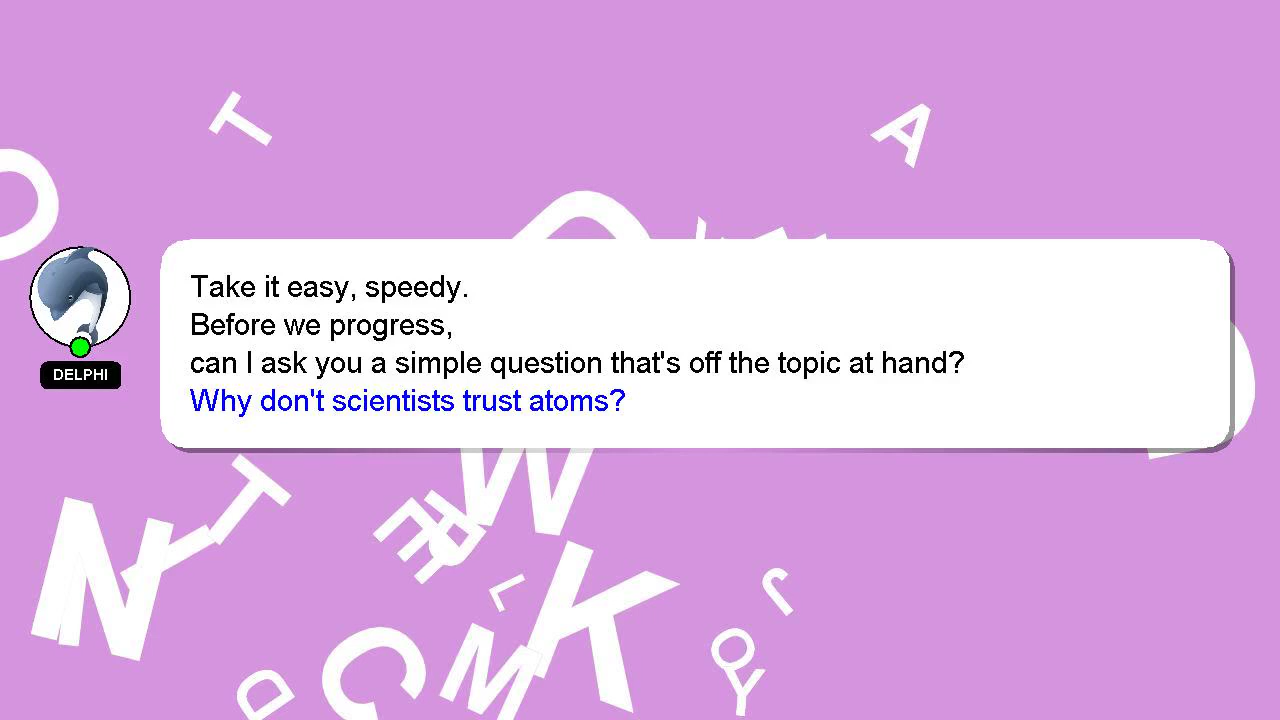 Take it easy, speedy.
Before we progress,
can I ask you a simple question that's off the topic at hand?
Why don't scientists trust atoms?
DELPHI
T
A
N
T
W
K
L
J
C
M
D
O
Y